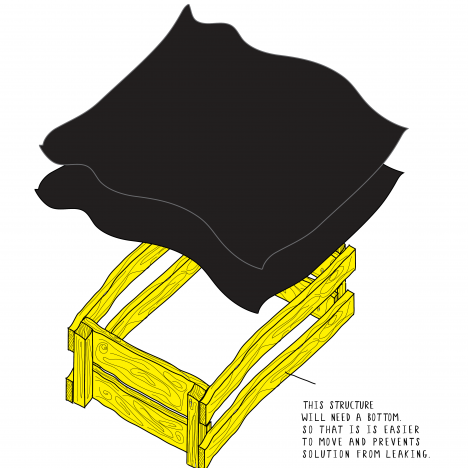 THIS STRUCTURE
WILL NEED A BOTTOM.
SO THAT IS IS EASIER
TO MOVE AND PREVENTS
SOLUTION FROM LEAKING.